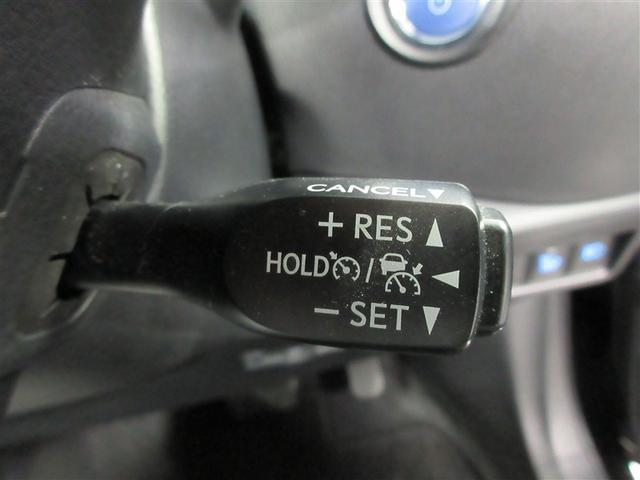 CANCEL▼
+ RES ▲
HOLD / ◀
− SET ▼